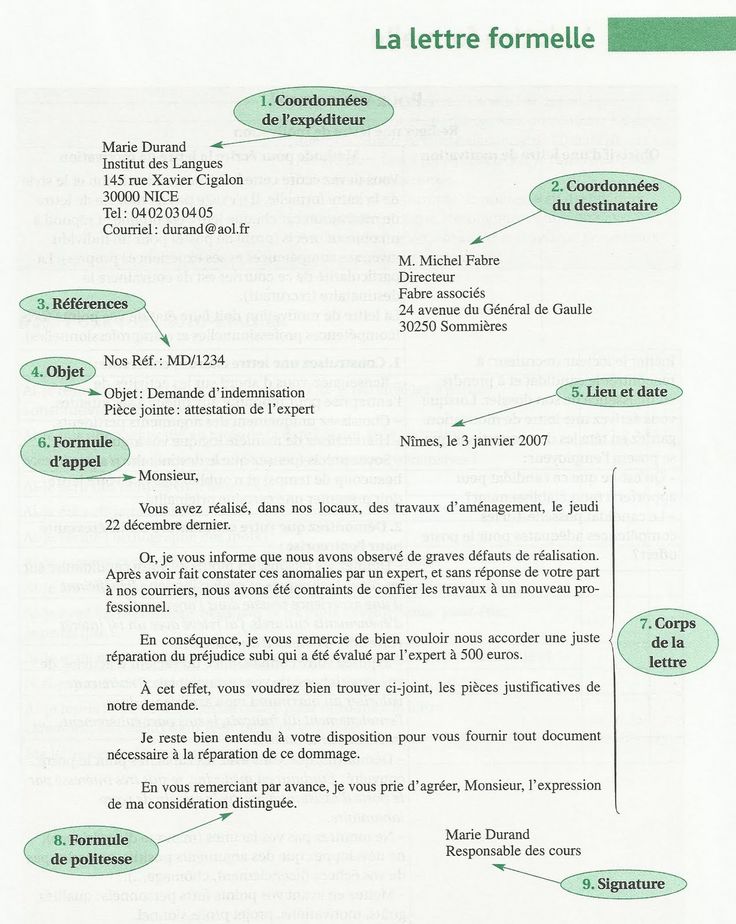 La lettre formelle
1. Coordonnées
de l'expéditeur
Marie Durand
Institut des Langues
145 rue Xavier Cigalon
30000 NICE
Tel : 04 02 03 04 05
Courriel : durand@aol.fr
2. Coordonnées
du destinataire
M. Michel Fabre
Directeur
Fabre associés
24 avenue du Général de Gaulle
30250 Sommières
3. Références
Nos Réf. : MD/1234
4. Objet
Objet : Demande d'indemnisation
Pièce jointe : attestation de l'expert
5. Lieu et date
Nîmes, le 3 janvier 2007
6. Formule
d'appel
Monsieur,
Vous avez réalisé, dans nos locaux, des travaux d'aménagement, le jeudi
22 décembre dernier.
Or, je vous informe que nous avons observé de graves défauts de réalisation.
Après avoir fait constater ces anomalies par un expert, et sans réponse de votre part
à nos courriers, nous avons été contraints de confier les travaux à un nouveau pro-
fessionnel.
En conséquence, je vous remercie de bien vouloir nous accorder une juste
réparation du préjudice subi qui a été évalué par l'expert à 500 euros.
À cet effet, vous voudrez bien trouver ci-joint, les pièces justificatives de
notre demande.
Je reste bien entendu à votre disposition pour vous fournir tout document
nécessaire à la réparation de ce dommage.
En vous remerciant par avance, je vous prie d'agréer, Monsieur, l'expression
de ma considération distinguée.
7. Corps
de la
lettre
8. Formule
de politesse
Marie Durand
Responsable des cours
9. Signature